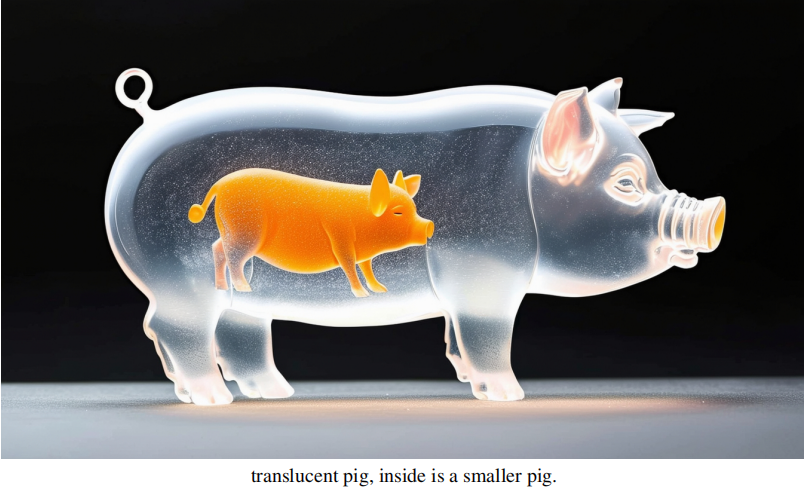 translucent pig, inside is a smaller pig.